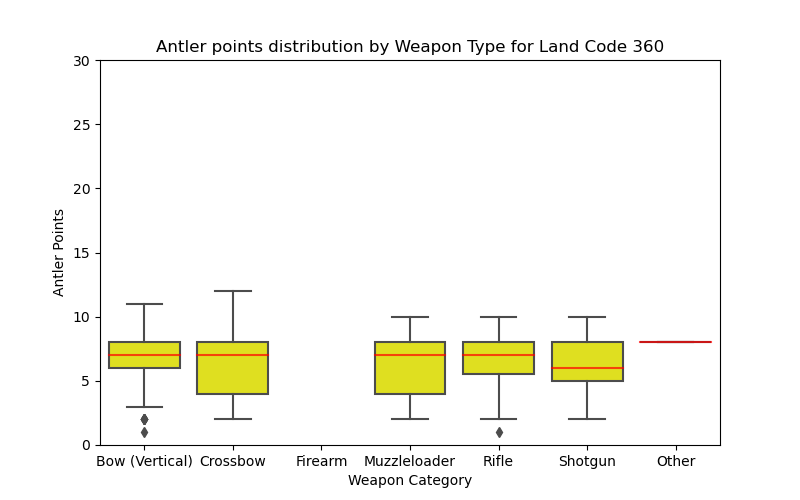 Antler points distribution by Weapon Type for Land Code 360
30
25
20
15
10
5
0
Antler Points
Bow (Vertical) Crossbow Firearm Muzzleloader Rifle Shotgun Other
Weapon Category